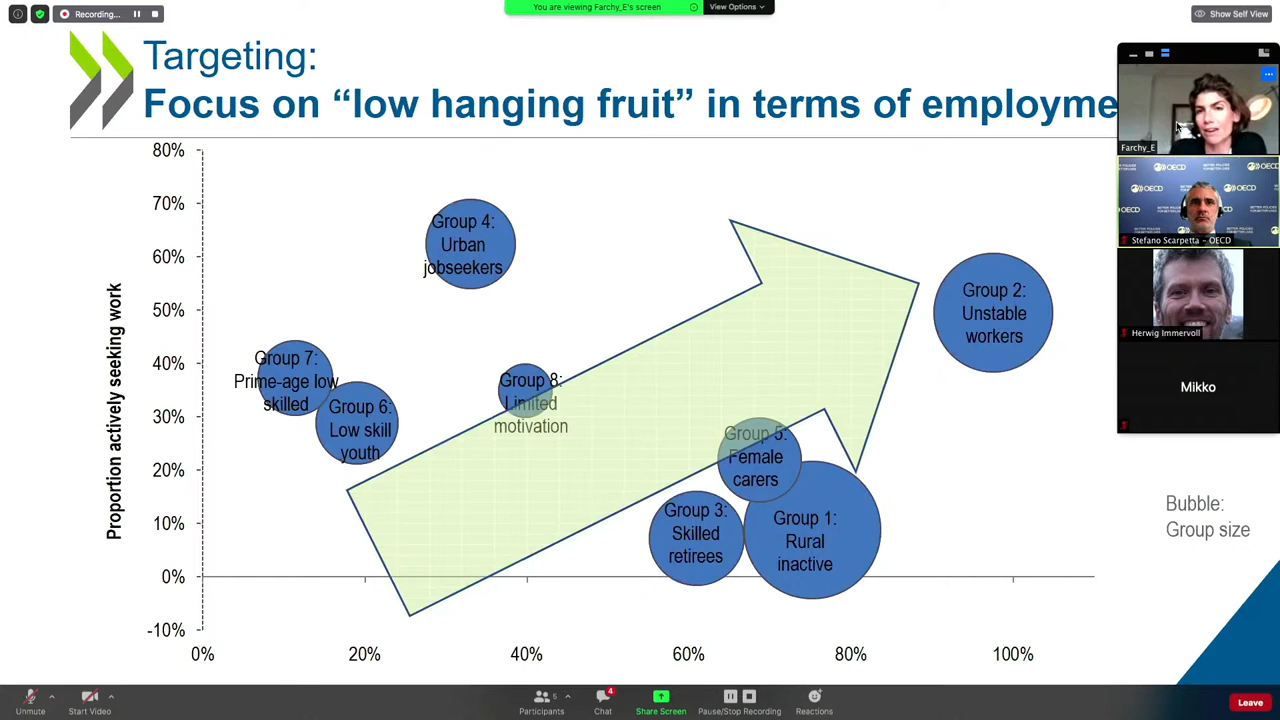 Recording...
You are viewing Farchy_E's screen
View Options
Show Self View
Targeting:
Focus on “low hanging fruit” in terms of employme
Farchy_E
OECD
OECD
Stefano Scarpetta - OECD
Herwig Immervoll
Mikko
Proportion actively seeking work
80%
70%
60%
50%
40%
30%
20%
10%
0%
-10%
0%
20%
40%
60%
80%
100%
Group 4:
Urban
jobseekers
Group 2:
Unstable
workers
Group 7:
Prime-age low
skilled
Group 6:
Low skill
youth
Group 8:
Limited
motivation
Group 5:
Female
carers
Group 3:
Skilled
retirees
Group 1:
Rural
inactive
Bubble:
Group size
Unmute
Start Video
5
Participants
4
Chat
Share Screen
Pause/Stop Recording
Reactions
Leave